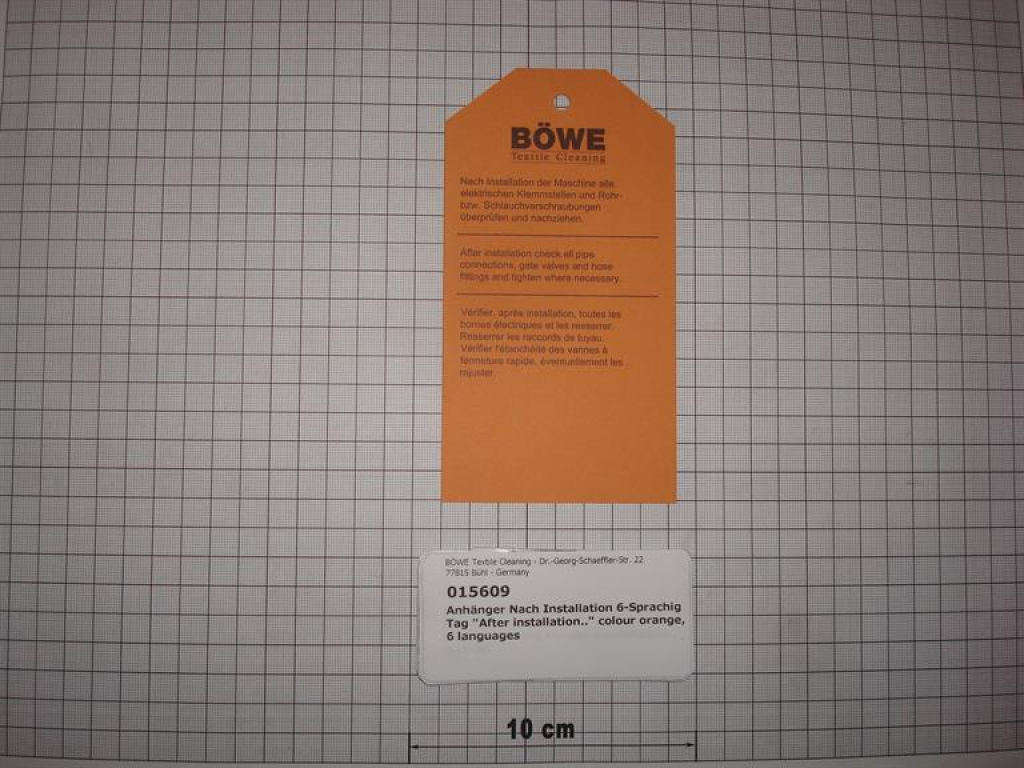 BÖWE
Textile Cleaning
Nach Installation der Maschine alle
elektrischen Klemmstellen und Rohr-
bzw. Schlauchverschraubungen
überprüfen und nachziehen.
After installation check all pipe
connections, gate valves and hose
fittings and tighten where necessary.
Vérifier, après installation, toutes les
bornes électriques et les resserrer.
Resserrer les raccords de tuyau.
Vérifier l'étanchéité des vannes à
fermeture rapide, éventuellement les
rajuster.
BÖWE Textile Cleaning - Dr.-Georg-Schaeffler-Str. 22
77815 Bühl - Germany
015609
Anhänger Nach Installation 6-Sprachig
Tag "After installation.." colour orange,
6 languages
10 cm